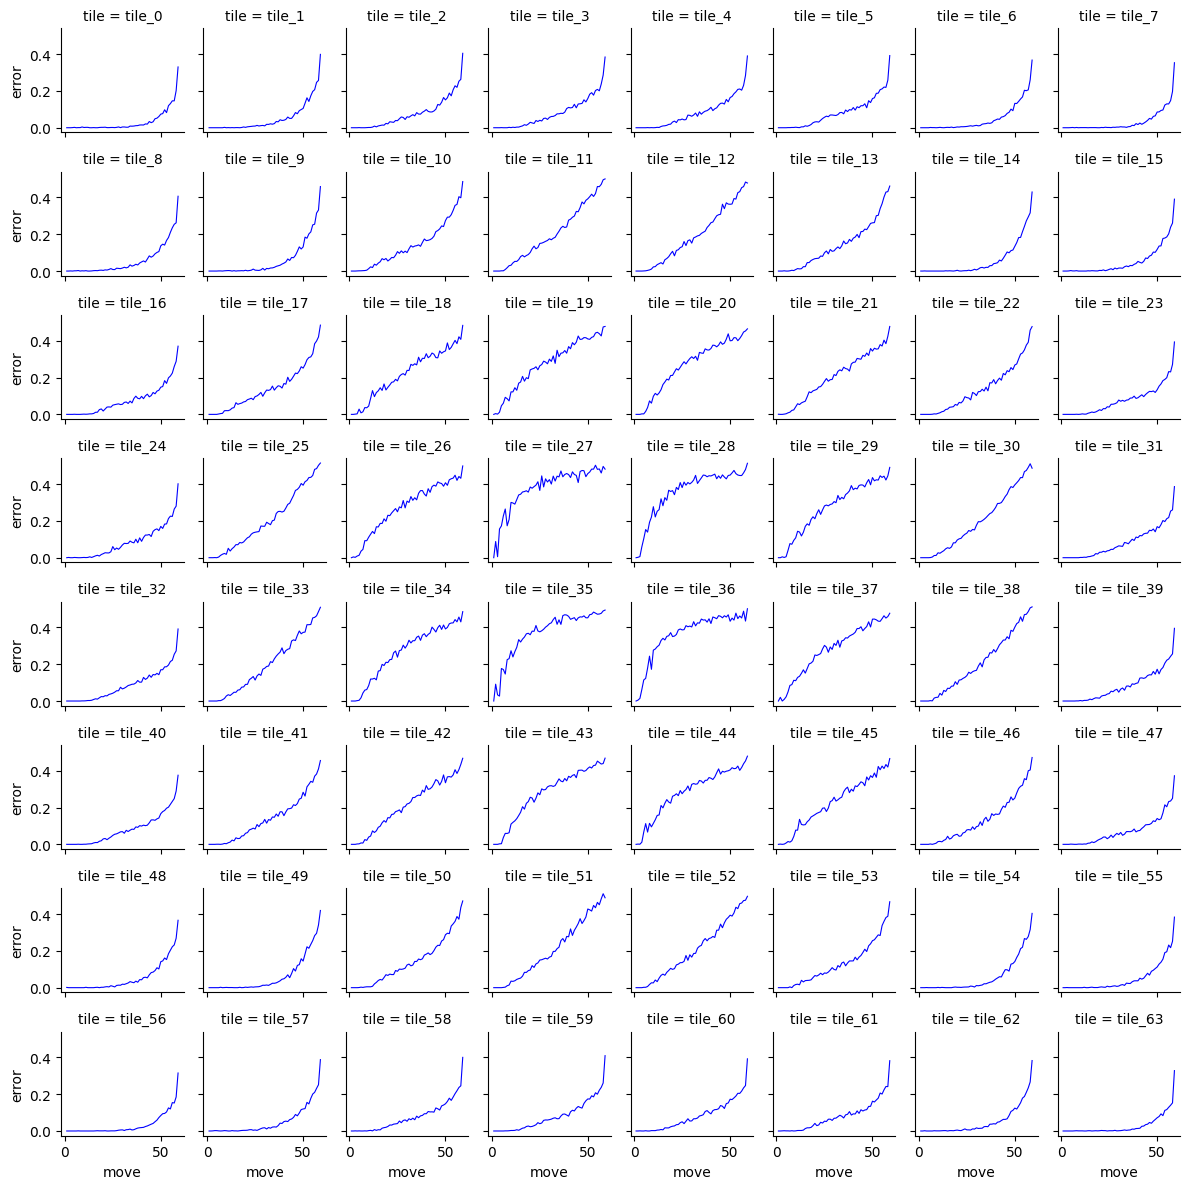 tile = tile_0 tile = tile_1 tile = tile_2 tile = tile_3 tile = tile_4 tile = tile_5 tile = tile_6 tile = tile_7
0.4
0.2
0.0
error
tile = tile_8 tile = tile_9 tile = tile_10 tile = tile_11 tile = tile_12 tile = tile_13 tile = tile_14 tile = tile_15
0.4
0.2
0.0
error
tile = tile_16 tile = tile_17 tile = tile_18 tile = tile_19 tile = tile_20 tile = tile_21 tile = tile_22 tile = tile_23
0.4
0.2
0.0
error
tile = tile_24 tile = tile_25 tile = tile_26 tile = tile_27 tile = tile_28 tile = tile_29 tile = tile_30 tile = tile_31
0.4
0.2
0.0
error
tile = tile_32 tile = tile_33 tile = tile_34 tile = tile_35 tile = tile_36 tile = tile_37 tile = tile_38 tile = tile_39
0.4
0.2
0.0
error
tile = tile_40 tile = tile_41 tile = tile_42 tile = tile_43 tile = tile_44 tile = tile_45 tile = tile_46 tile = tile_47
0.4
0.2
0.0
error
tile = tile_48 tile = tile_49 tile = tile_50 tile = tile_51 tile = tile_52 tile = tile_53 tile = tile_54 tile = tile_55
0.4
0.2
0.0
error
tile = tile_56 tile = tile_57 tile = tile_58 tile = tile_59 tile = tile_60 tile = tile_61 tile = tile_62 tile = tile_63
0.4
0.2
0.0
error
0 50 0 50 0 50 0 50 0 50 0 50 0 50 0 50
move move move move move move move move